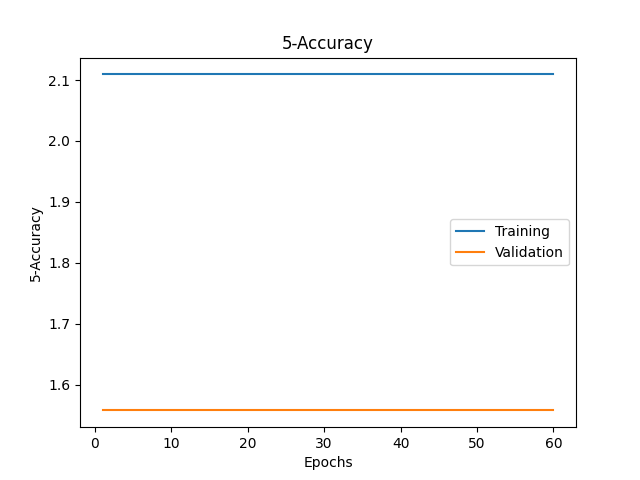 5-Accuracy
5-Accuracy
2.1
2.0
1.9
1.8
1.7
1.6
Training
Validation
0 10 20 30 40 50 60
Epochs